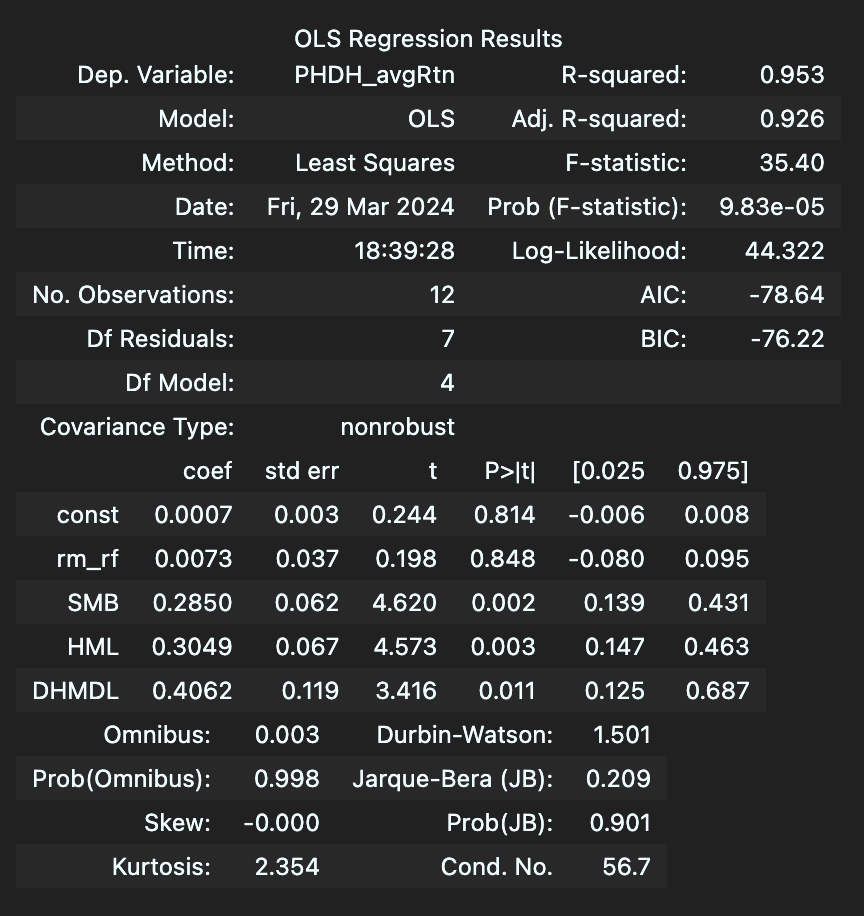 OLS Regression Results
Dep. Variable: PHDH_avgRtn R-squared: 0.953
Model: OLS Adj. R-squared: 0.926
Method: Least Squares F-statistic: 35.40
Date: Fri, 29 Mar 2024 Prob (F-statistic): 9.83e-05
Time: 18:39:28 Log-Likelihood: 44.322
No. Observations: 12 AIC: -78.64
Df Residuals: 7 BIC: -76.22
Df Model: 4
Covariance Type: nonrobust
coef std err t P>|t| [0.025 0.975]
const 0.0007 0.003 0.244 0.814 -0.006 0.008
rm_rf 0.0073 0.037 0.198 0.848 -0.080 0.095
SMB 0.2850 0.062 4.620 0.002 0.139 0.431
HML 0.3049 0.067 4.573 0.003 0.147 0.463
DHMDL 0.4062 0.119 3.416 0.011 0.125 0.687
Omnibus: 0.003 Durbin-Watson: 1.501
Prob(Omnibus): 0.998 Jarque-Bera (JB): 0.209
Skew: -0.000 Prob(JB): 0.901
Kurtosis: 2.354 Cond. No. 56.7